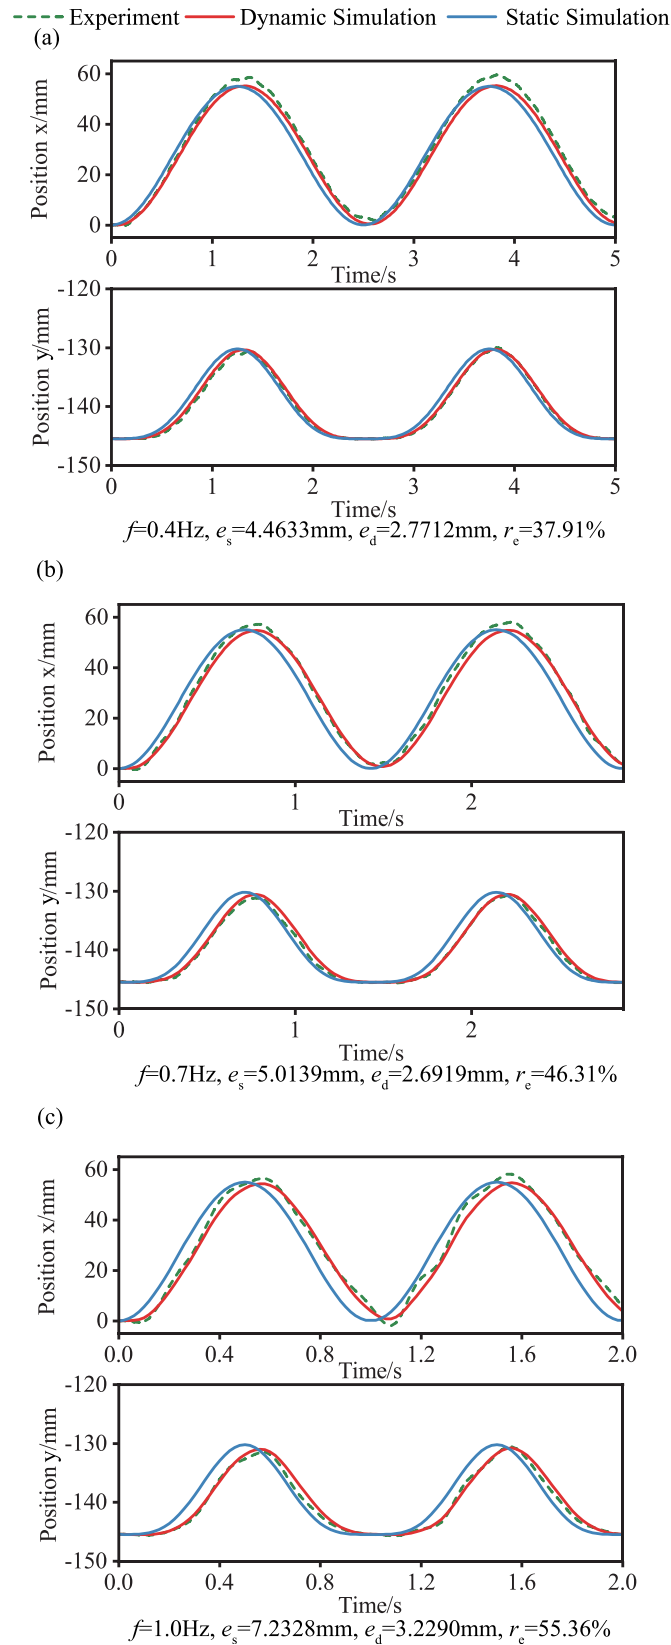 Experiment Dynamic Simulation Static Simulation
(a)
Position x/mm
60
40
20
0
0 1 2 3 4 5
Time/s
Position y/mm
-120
-130
-140
-150
0 1 2 3 4 5
Time/s
f=0.4Hz, es=4.4633mm, ed=2.7712mm, re=37.91%
(b)
Position x/mm
60
40
20
0
0 1 2
Time/s
Position y/mm
-120
-130
-140
-150
0 1 2
Time/s
f=0.7Hz, es=5.0139mm, ed=2.6919mm, re=46.31%
(c)
Position x/mm
60
40
20
0
0.0 0.4 0.8 1.2 1.6 2.0
Time/s
Position y/mm
-120
-130
-140
-150
0.0 0.4 0.8 1.2 1.6 2.0
Time/s
f=1.0Hz, es=7.2328mm, ed=3.2290mm, re=55.36%